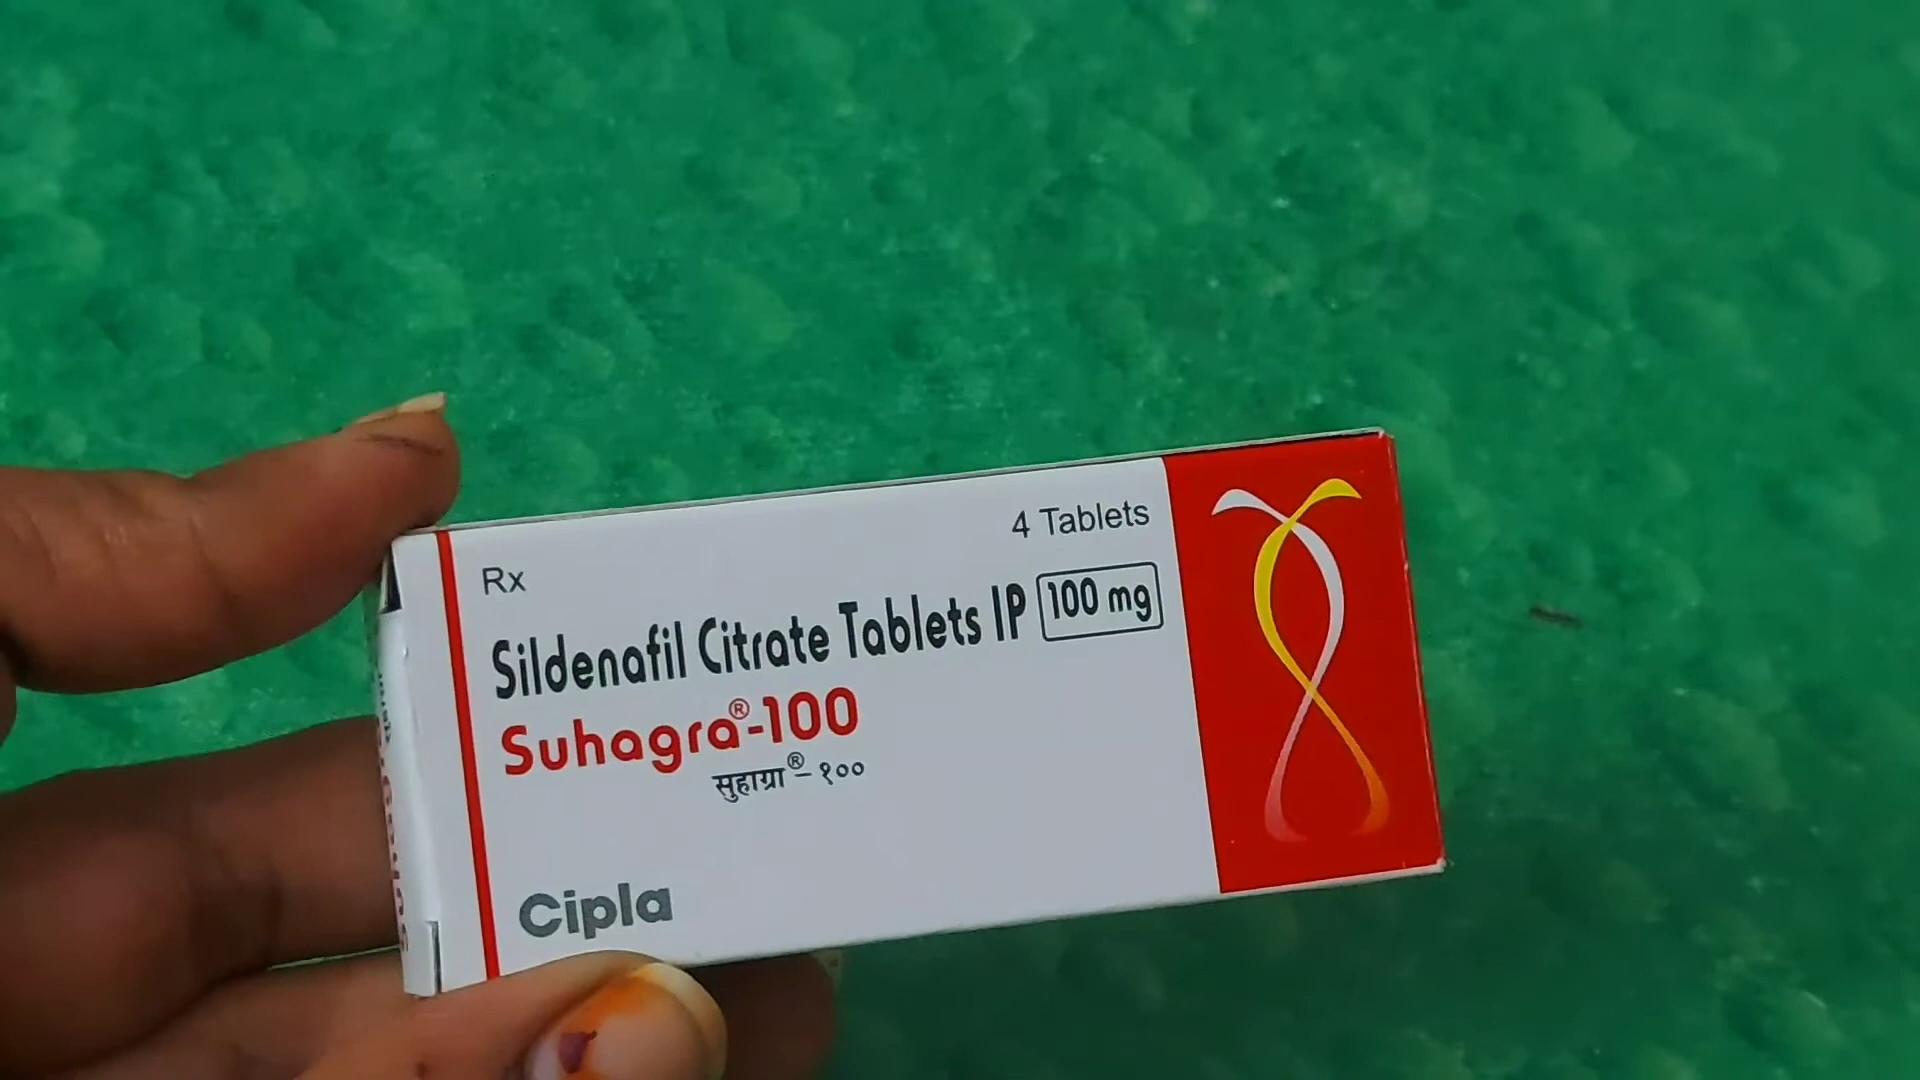 4 Tablets
Rx
Sildenafil Citrate Tablets IP 100 mg
Suhagra®-100
सुहाग्रा®-१००
Cipla